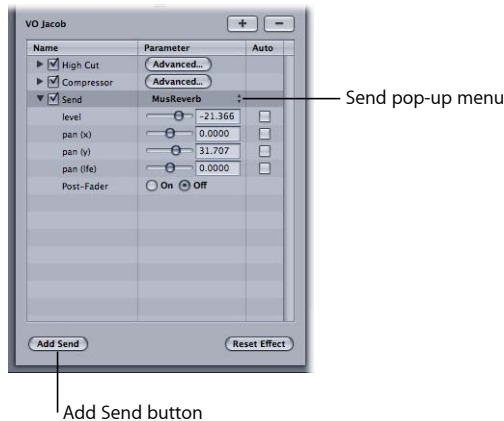 VO Jacob + −
Name Parameter Auto
High Cut Advanced...
Compressor Advanced...
Send MusReverb
Send pop-up menu
level -21.366
pan (x) 0.0000
pan (y) 31.707
pan (lfe) 0.0000
Post-Fader On Off
Add Send Reset Effect
Add Send button